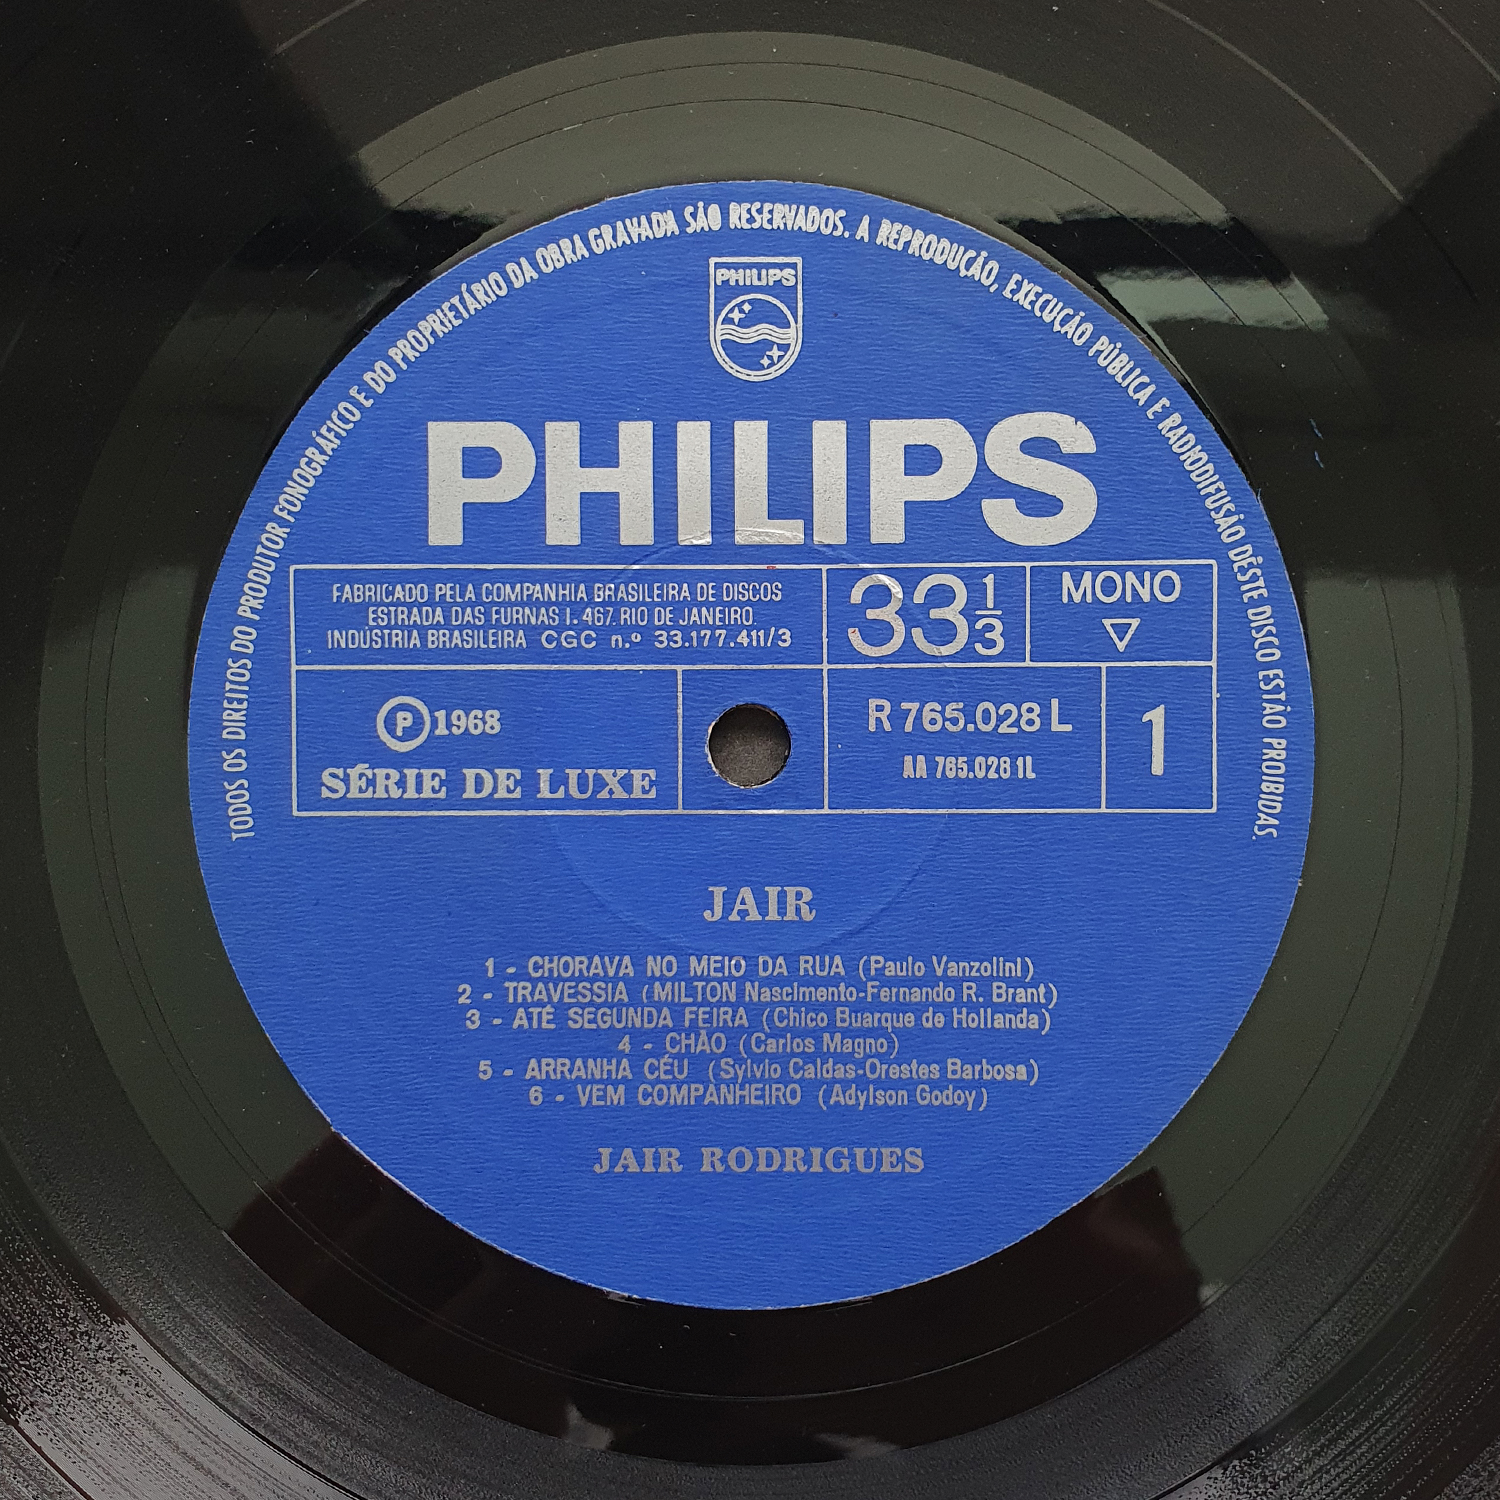 TODOS OS DIREITOS DO PRODUTOR FONOGRÁFICO E DO PROPRIETÁRIO DA OBRA GRAVADA SÃO RESERVADOS. A REPRODUÇÃO, EXECUÇÃO PÚBLICA E RADIODIFUSÃO DÊSTE DISCO ESTÃO PROIBIDAS.
PHILIPS
PHILIPS
FABRICADO PELA COMPANHIA BRASILEIRA DE DISCOS
ESTRADA DAS FURNAS 1.467. RIO DE JANEIRO.
INDÚSTRIA BRASILEIRA CGC n.º 33.177.411/3
33 1/3
MONO
Ⓟ 1968
SÉRIE DE LUXE
R 765.028 L
AA 765.028 1L
1
JAIR
1 - CHORAVA NO MEIO DA RUA (Paulo Vanzolini)
2 - TRAVESSIA (MILTON Nascimento-Fernando R. Brant)
3 - ATÉ SEGUNDA FEIRA (Chico Buarque de Hollanda)
4 - CHÃO (Carlos Magno)
5 - ARRANHA CÉU (Sylvio Caldas-Orestes Barbosa)
6 - VEM COMPANHEIRO (Adylson Godoy)
JAIR RODRIGUES